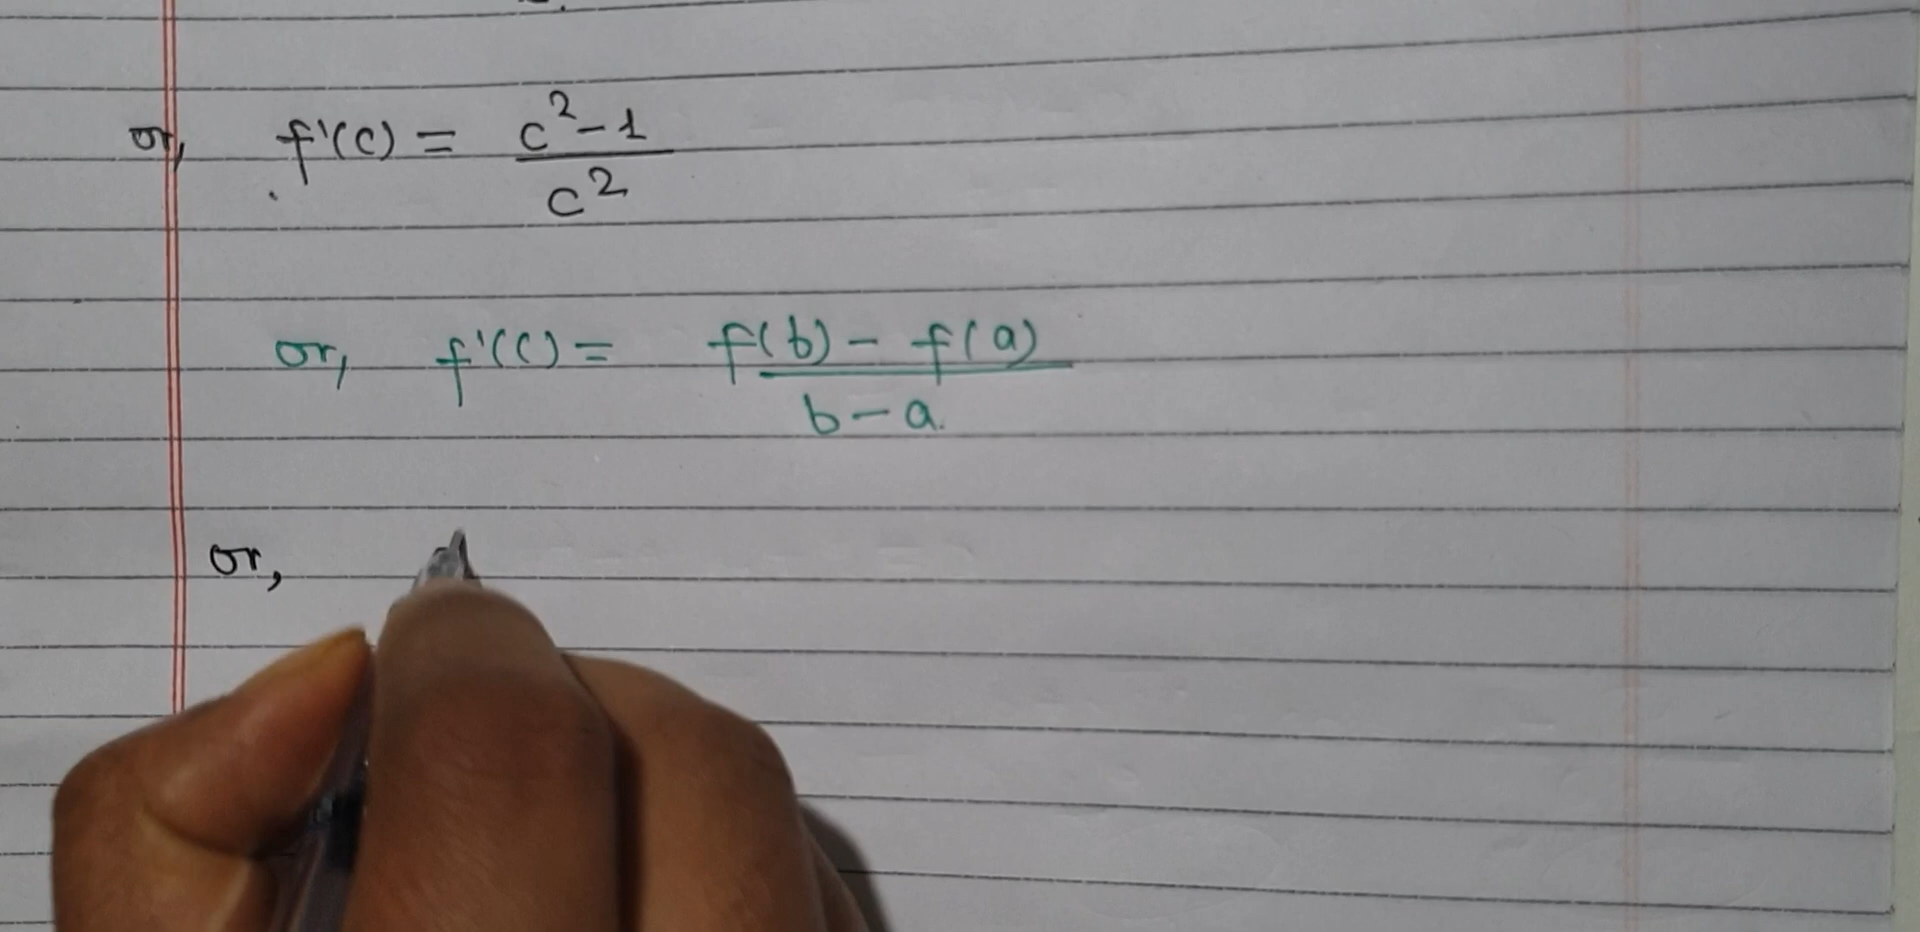 or, f'(c) = c²-1 / c²
or, f'(c) = f(b) - f(a) / b-a.
or,